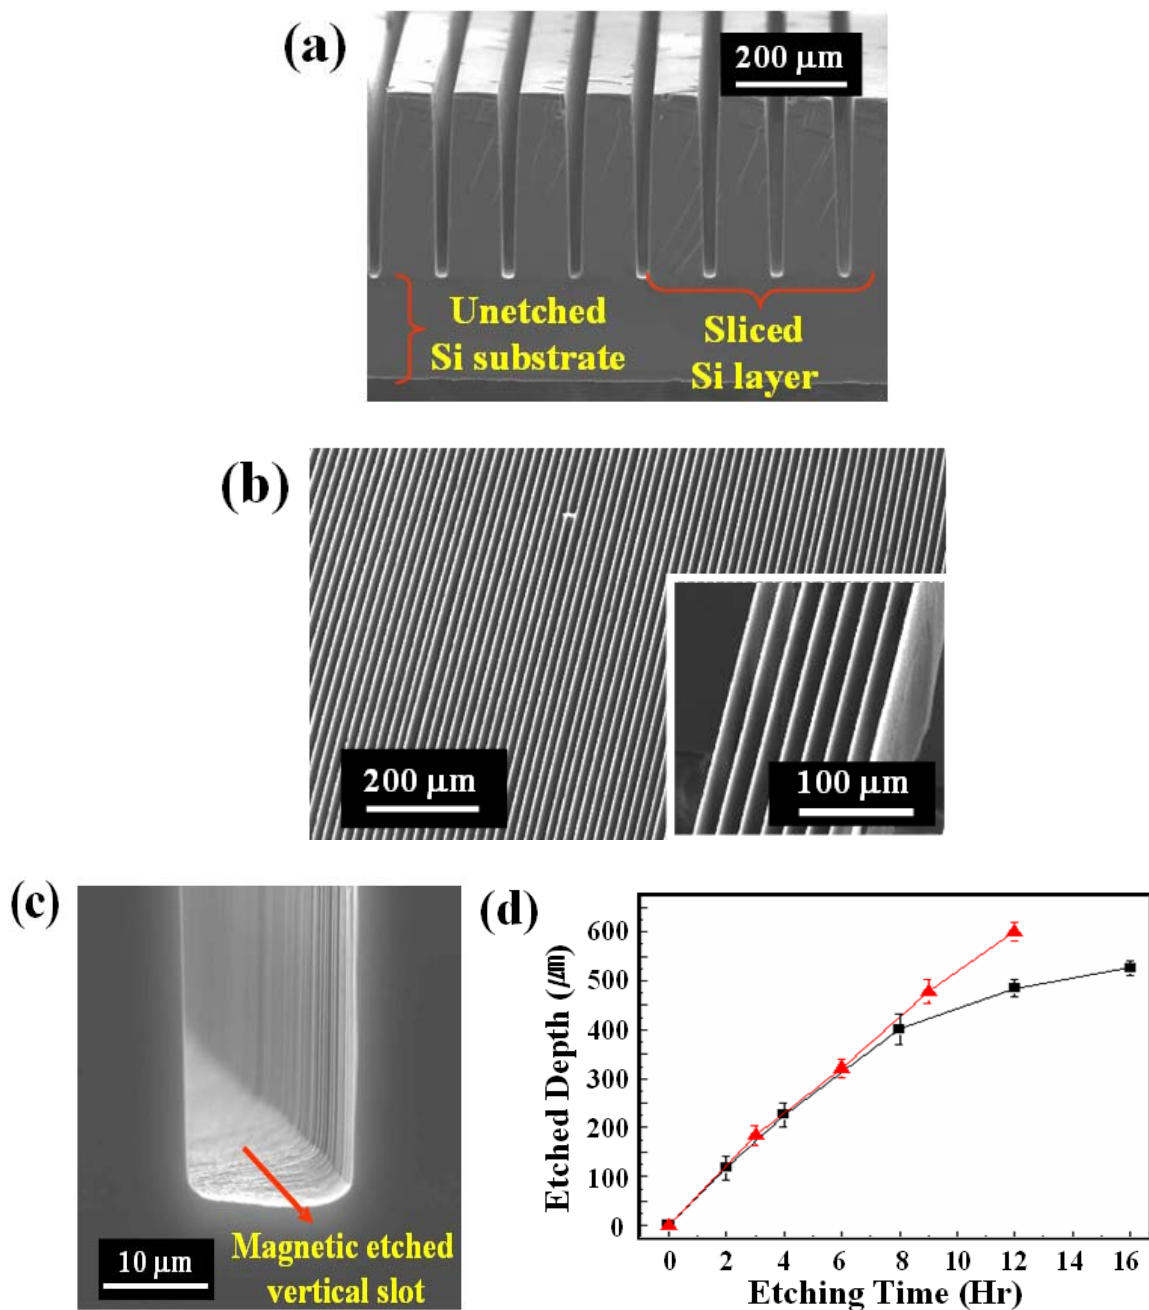 (a)
200 μm
Unetched
Si substrate
Sliced
Si layer
(b)
200 μm
100 μm
(c)
10 μm
Magnetic etched
vertical slot
(d)
Etched Depth (㎛)
600
500
400
300
200
100
0
0 2 4 6 8 10 12 14 16
Etching Time (Hr)